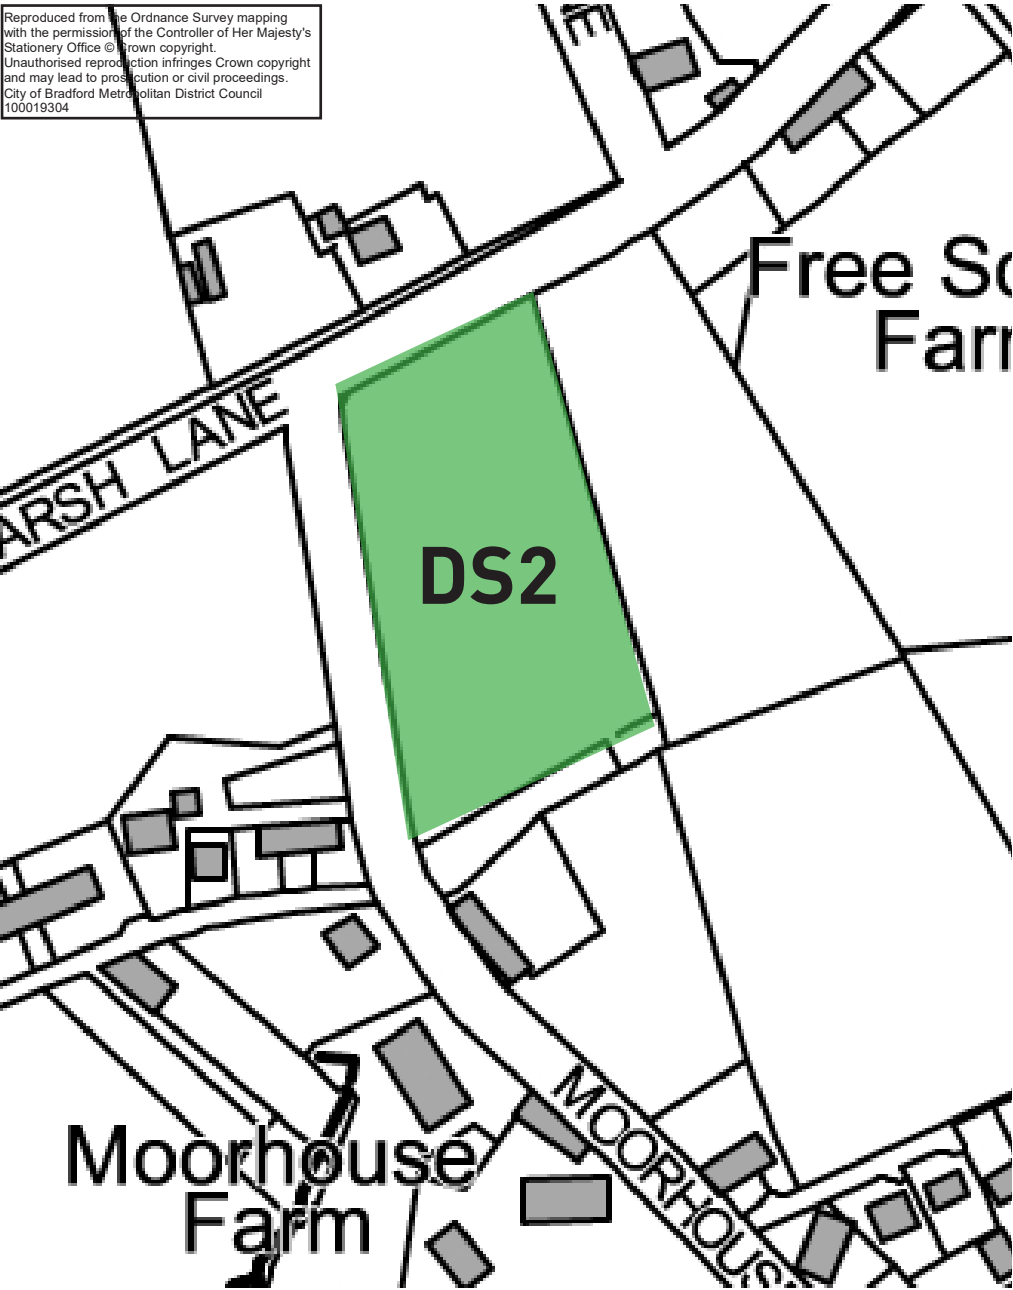 Reproduced from the Ordnance Survey mapping
with the permission of the Controller of Her Majesty's
Stationery Office © Crown copyright.
Unauthorised reproduction infringes Crown copyright
and may lead to prosecution or civil proceedings.
City of Bradford Metropolitan District Council
100019304
NE
Free Sc
Farm
ARSH LANE
DS2
Moorhouse
Farm
MOORHOUS